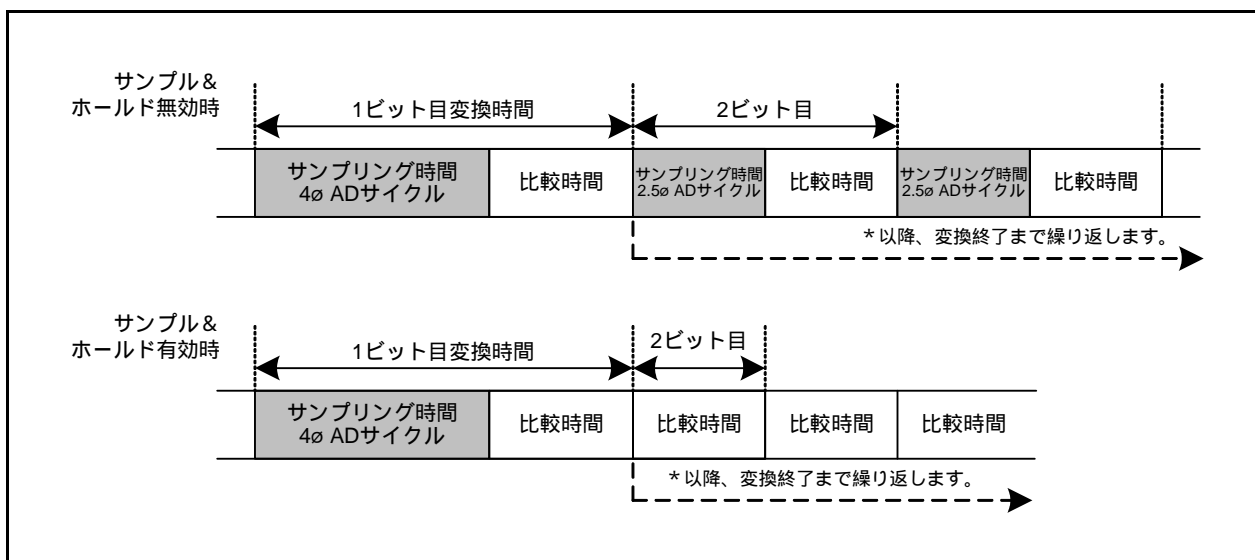 サンプル&
ホールド無効時
1ビット目変換時間
2ビット目
サンプリング時間
4ø ADサイクル
比較時間
サンプリング時間
2.5ø ADサイクル
比較時間
サンプリング時間
2.5ø ADサイクル
比較時間
*以降、変換終了まで繰り返します。
サンプル&
ホールド有効時
1ビット目変換時間
2ビット目
サンプリング時間
4ø ADサイクル
比較時間
比較時間
比較時間
比較時間
*以降、変換終了まで繰り返します。